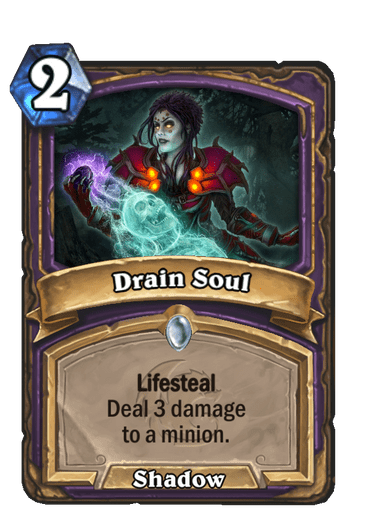 2
Drain Soul
Lifesteal
Deal 3 damage
to a minion.
Shadow